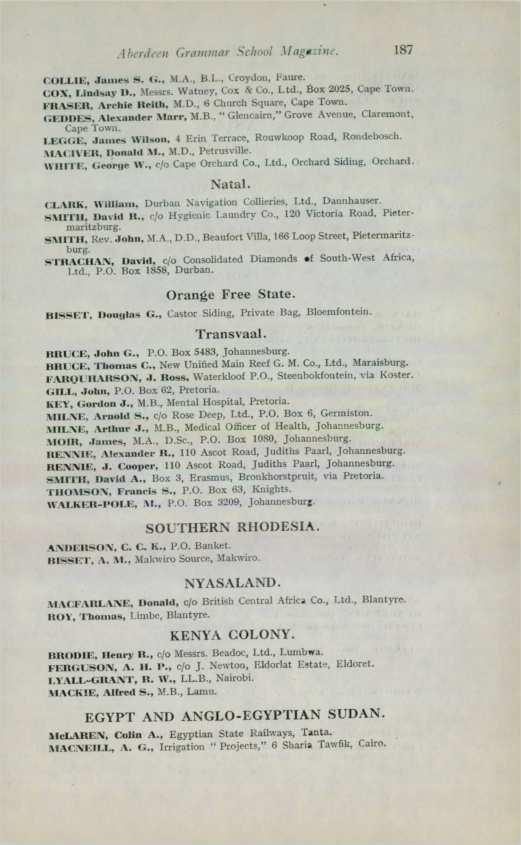 Aberdeen Grammar School Magazine. 187
COLLIE, James S. G., M.A., B.L., Croydon, Faure.
COX, Lindsay D., Messrs. Watney, Cox & Co., Ltd., Box 2025, Cape Town.
FRASER, Archie Reith, M.D., 6 Church Square, Cape Town.
GEDDES, Alexander Marr, M.B., "Glencairn," Grove Avenue, Claremont,
Cape Town.
LEGGE, James Wilson, 4 Erin Terrace, Rouwkoop Road, Rondebosch.
MACIVER, Donald M., M.D., Petrusville.
WHITE, George W., c/o Cape Orchard Co., Ltd., Orchard Siding, Orchard.
Natal.
CLARK, William, Durban Navigation Collieries, Ltd., Dannhauser.
SMITH, David R., c/o Hygienic Laundry Co., 120 Victoria Road, Pieter-
maritzburg.
SMITH, Rev. John, M.A., D.D., Beaufort Villa, 166 Loop Street, Pietermaritz-
burg.
STRACHAN, David, c/o Consolidated Diamonds of South-West Africa,
Ltd., P.O. Box 1858, Durban.
Orange Free State.
BISSET, Douglas G., Castor Siding, Private Bag, Bloemfontein.
Transvaal.
BRUCE, John G., P.O. Box 5483, Johannesburg.
BRUCE, Thomas C., New Unified Main Reef G. M. Co., Ltd., Maraisburg.
FARQUHARSON, J. Ross, Waterkloof P.O., Steenbokfontein, via Koster.
GILL, John, P.O. Box 62, Pretoria.
KEY, Gordon J., M.B., Mental Hospital, Pretoria.
MILNE, Arnold S., c/o Rose Deep, Ltd., P.O. Box 6, Germiston.
MILNE, Arthur J., M.B., Medical Officer of Health, Johannesburg.
MOIR, James, M.A., D.Sc., P.O. Box 1080, Johannesburg.
RENNIE, Alexander R., 110 Ascot Road, Judiths Paarl, Johannesburg.
RENNIE, J. Cooper, 110 Ascot Road, Judiths Paarl, Johannesburg.
SMITH, David A., Box 3, Erasmus, Bronkhorstpruit, via Pretoria.
THOMSON, Francis S., P.O. Box 63, Knights.
WALKER-POLE, M., P.O. Box 3209, Johannesburg.
SOUTHERN RHODESIA.
ANDERSON, C. C. K., P.O. Banket.
BISSET, A. M., Makwiro Source, Makwiro.
NYASALAND.
MACFARLANE, Donald, c/o British Central Africa Co., Ltd., Blantyre.
ROY, Thomas, Limbe, Blantyre.
KENYA COLONY.
BRODIE, Henry R., c/o Messrs. Beadoc, Ltd., Lumbwa.
FERGUSON, A. H. P., c/o J. Newton, Eldorlat Estate, Eldoret.
LYALL-GRANT, R. W., LL.B., Nairobi.
MACKIE, Alfred S., M.B., Lamu.
EGYPT AND ANGLO-EGYPTIAN SUDAN.
McLAREN, Colin A., Egyptian State Railways, Tanta.
MACNEILL, A. G., Irrigation "Projects," 6 Sharia Tawfik, Cairo.